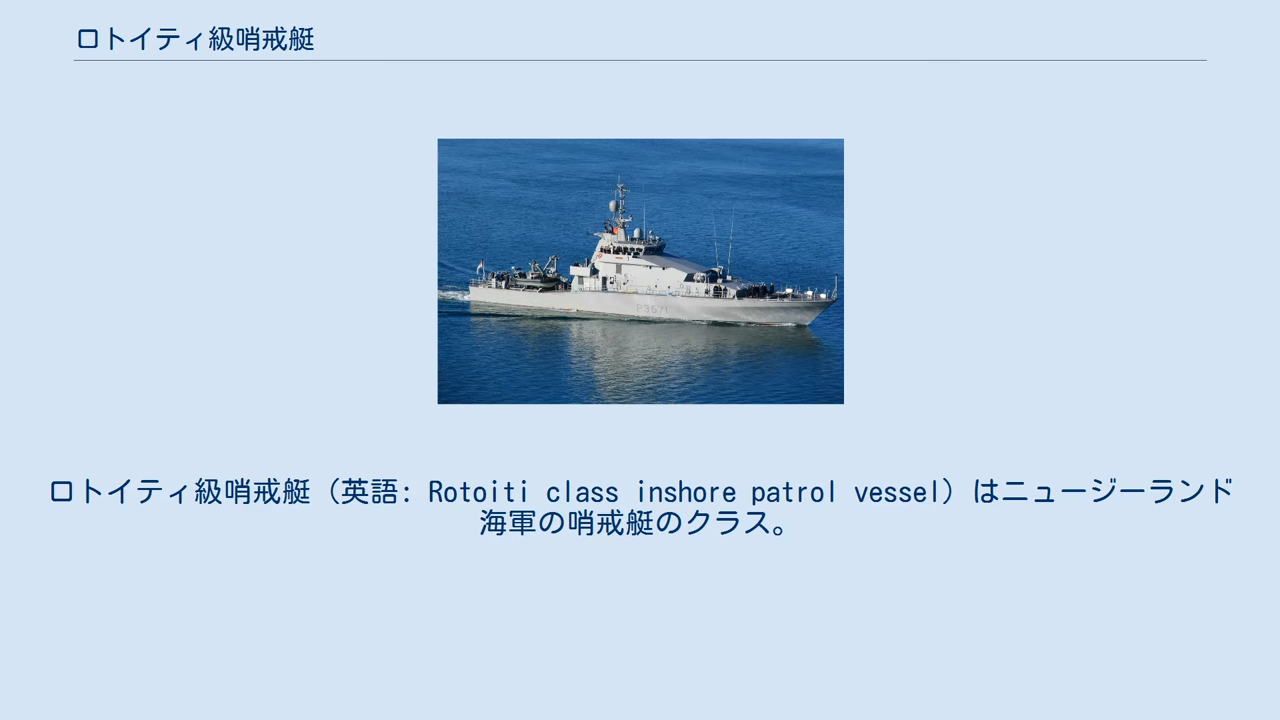 ロトイティ級哨戒艇
P3571
ロトイティ級哨戒艇（英語: Rotoiti class inshore patrol vessel）はニュージーランド
海軍の哨戒艇のクラス。